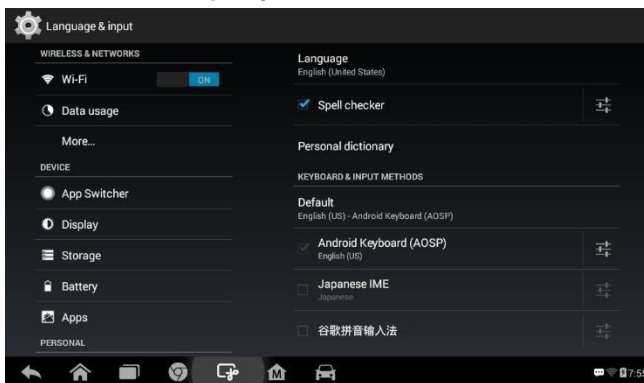 Language & input
WIRELESS & NETWORKS
Wi-Fi
ON
Data usage
More...
DEVICE
App Switcher
Display
Storage
Battery
Apps
PERSONAL
Language
English (United States)
Spell checker
Personal dictionary
KEYBOARD & INPUT METHODS
Default
English (US) - Android Keyboard (AOSP)
Android Keyboard (AOSP)
English (US)
Japanese IME
Japanese
谷歌拼音输入法